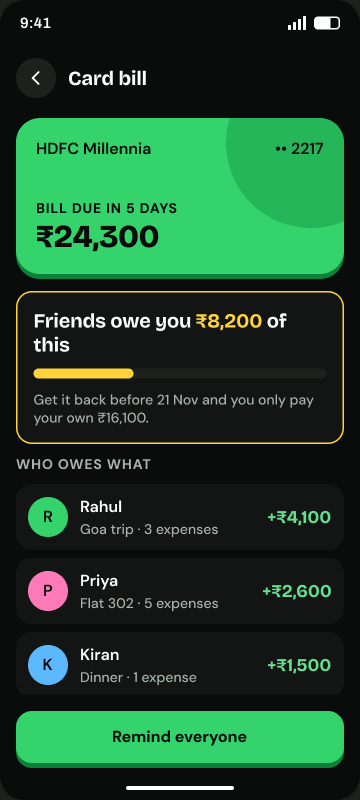 9:41
Card bill
HDFC Millennia
•• 2217
BILL DUE IN 5 DAYS
₹24,300
Friends owe you ₹8,200 of
this
Get it back before 21 Nov and you only pay
your own ₹16,100.
WHO OWES WHAT
R
Rahul
Goa trip · 3 expenses
+₹4,100
P
Priya
Flat 302 · 5 expenses
+₹2,600
K
Kiran
Dinner · 1 expense
+₹1,500
Remind everyone